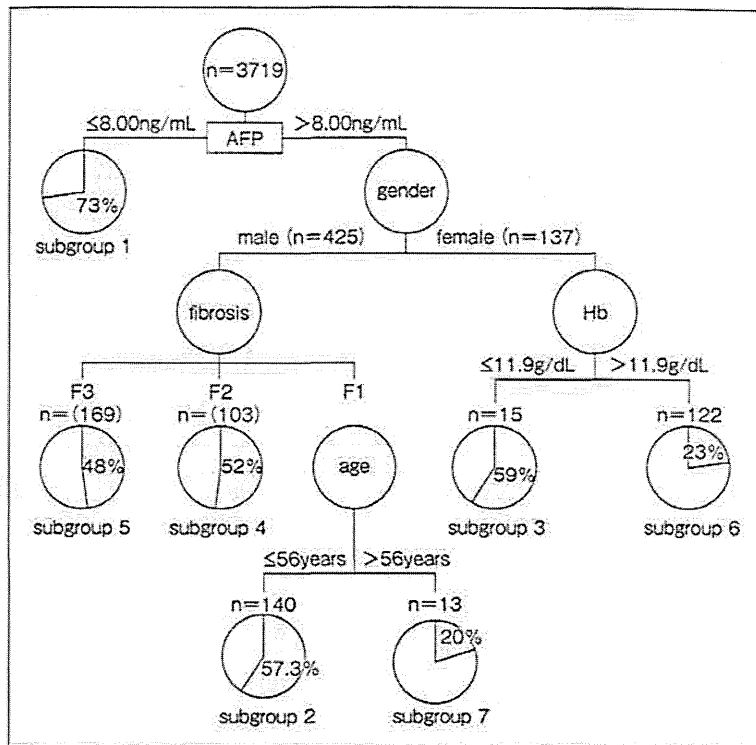 n=3719
≤8.00ng/mL >8.00ng/mL
AFP
gender
73%
subgroup 1
male (n=425) female (n=137)
fibrosis Hb
≤11.9g/dL >11.9g/dL
F3 F2 F1
n=(169) n=(103) n=15 n=122
48% 52% age 59% 23%
subgroup 5 subgroup 4 subgroup 3 subgroup 6
≤56years >56years
n=140 n=13
57.3% 20%
subgroup 2 subgroup 7